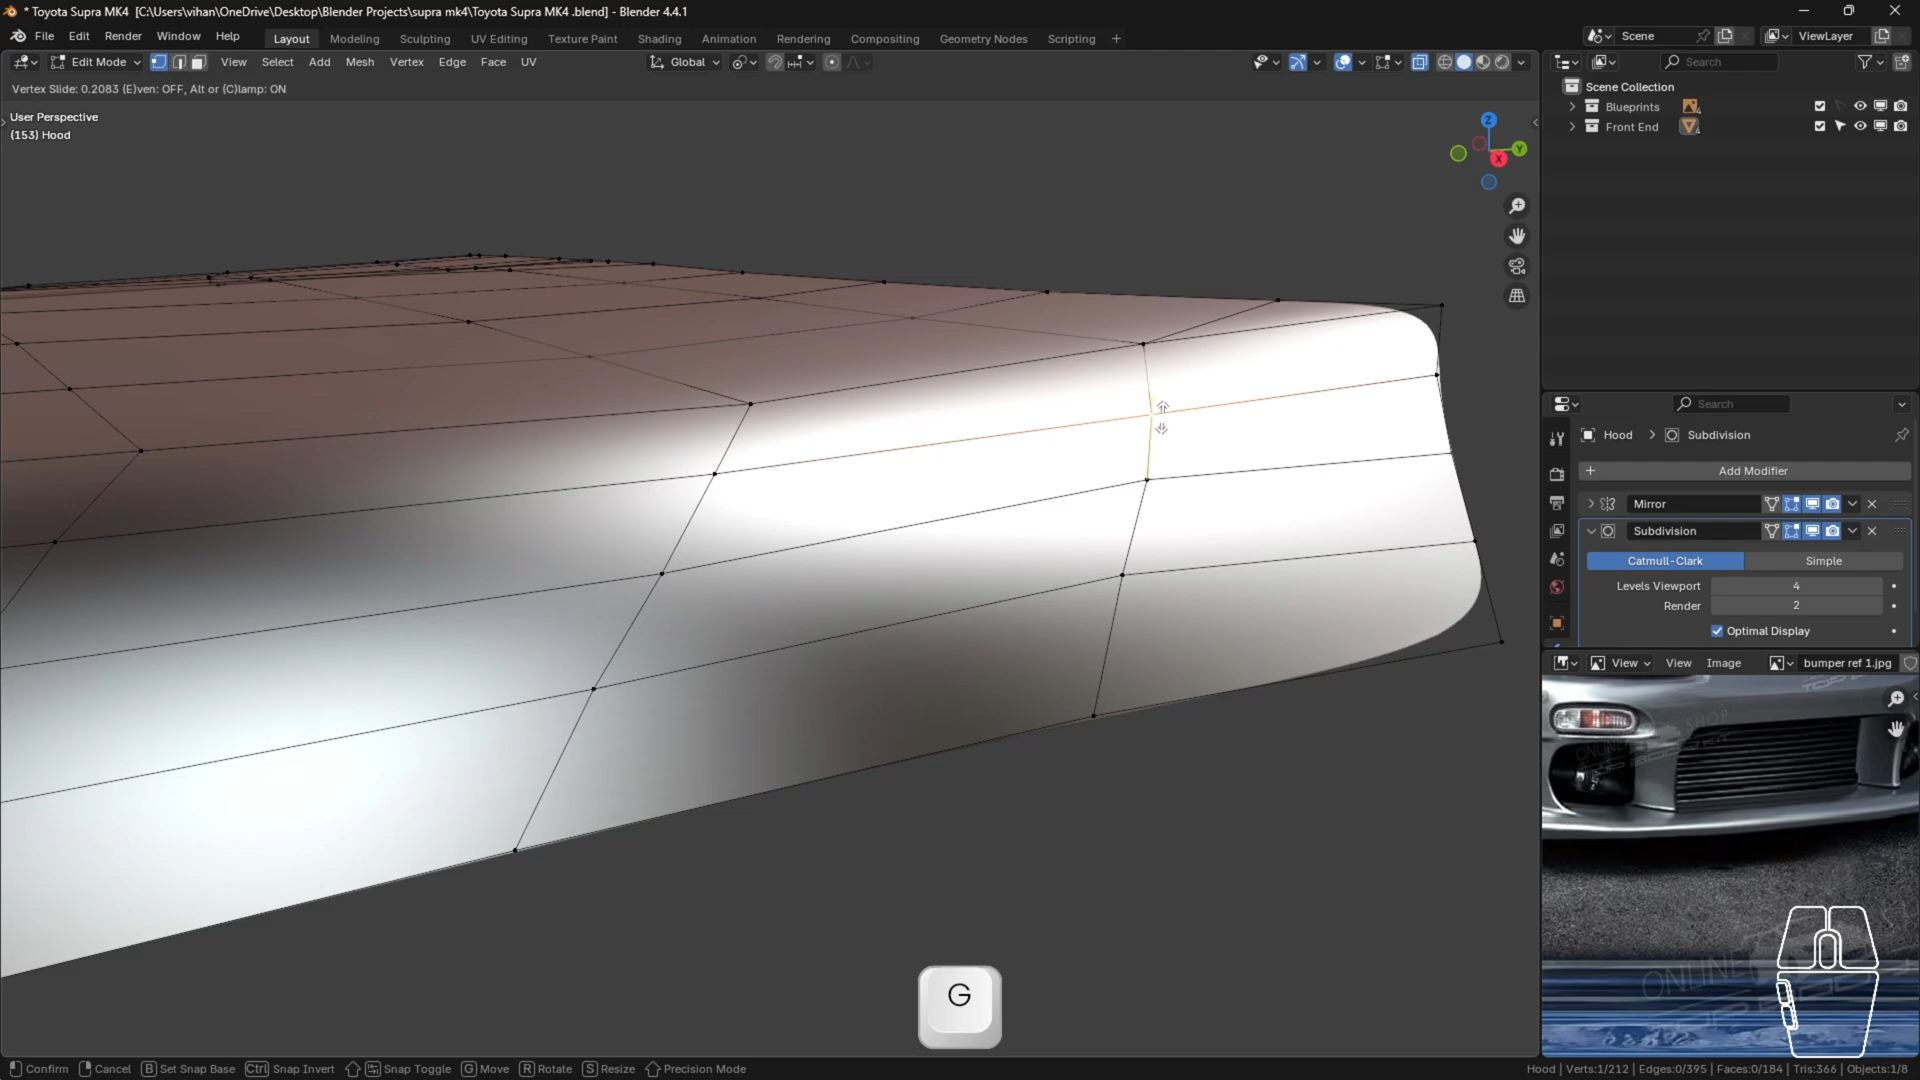 * Toyota Supra MK4 [C:\Users\vihan\OneDrive\Desktop\Blender Projects\supra mk4\Toyota Supra MK4 .blend] - Blender 4.4.1
File Edit Render Window Help
Layout Modeling Sculpting UV Editing Texture Paint Shading Animation Rendering Compositing Geometry Nodes Scripting +
Scene
ViewLayer
Edit Mode View Select Add Mesh Vertex Edge Face UV
Global
Search
Vertex Slide: 0.2083 (E)ven: OFF, Alt or (C)lamp: ON
User Perspective
(153) Hood
Z
Y
X
Scene Collection
Blueprints
4
Front End
4
Search
Hood > Subdivision
+ Add Modifier
Mirror
Subdivision
Catmull-Clark Simple
Levels Viewport 4
Render 2
Optimal Display
View View Image bumper ref 1.jpg
G
Confirm Cancel B Set Snap Base Ctrl Snap Invert Snap Toggle G Move R Rotate S Resize Precision Mode
Hood | Verts:1/212 | Edges:0/395 | Faces:0/184 | Tris:366 | Objects:1/8